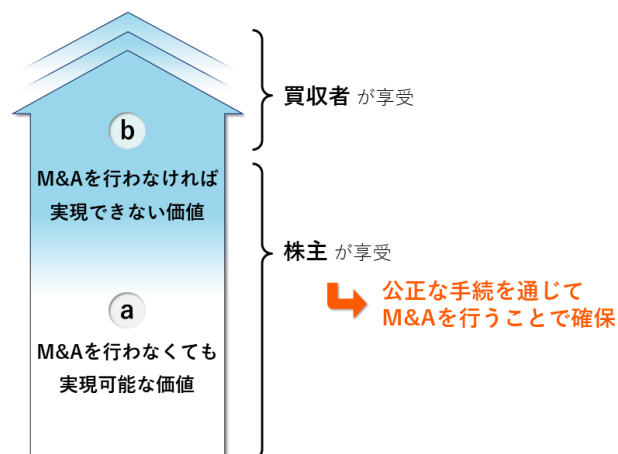 買収者 が享受
b
M&Aを行わなければ
実現できない価値
株主 が享受
公正な手続を通じて
M&Aを行うことで確保
a
M&Aを行わなくても
実現可能な価値